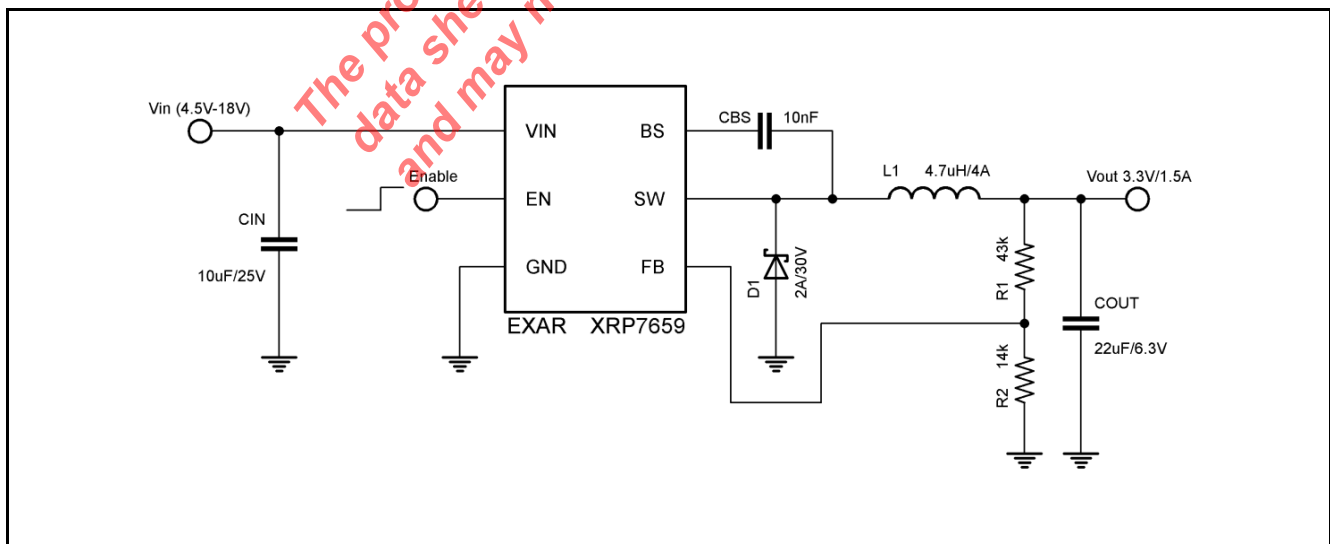 The pro
data she
and may n
Vin (4.5V-18V)
CIN
10uF/25V
Enable
VIN
EN
GND
BS
SW
FB
EXAR XRP7659
CBS 10nF
D1
2A/30V
L1 4.7uH/4A
Vout 3.3V/1.5A
R1
43k
R2
14k
COUT
22uF/6.3V